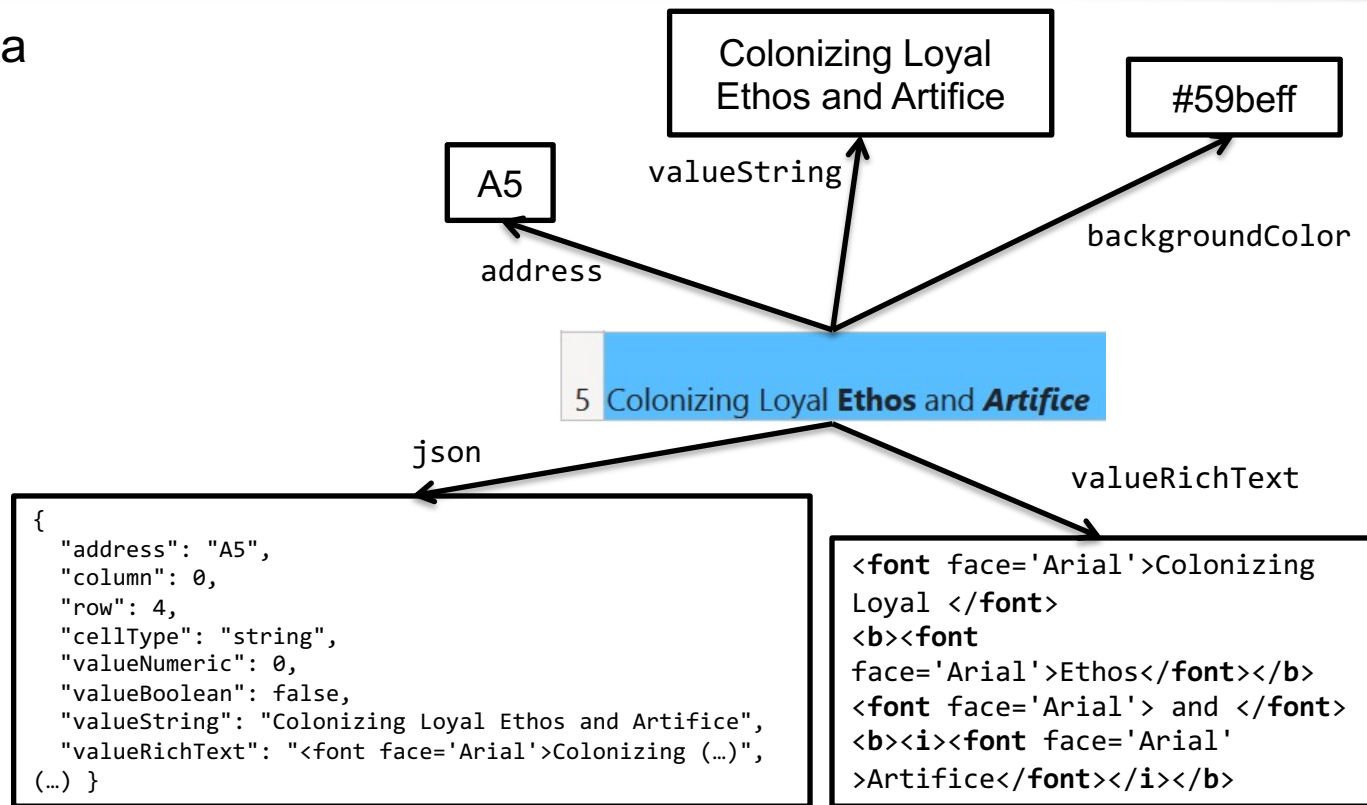 a
Colonizing Loyal
Ethos and Artifice
#59beff
A5
valueString
backgroundColor
address
5 Colonizing Loyal Ethos and Artifice
json
valueRichText
{
"address": "A5",
"column": 0,
"row": 4,
"cellType": "string",
"valueNumeric": 0,
"valueBoolean": false,
"valueString": "Colonizing Loyal Ethos and Artifice",
"valueRichText": "<font face='Arial'>Colonizing (…)",
(…) }
<font face='Arial'>Colonizing
Loyal </font>
<b><font
face='Arial'>Ethos</font></b>
<font face='Arial'> and </font>
<b><i><font face='Arial'
>Artifice</font></i></b>